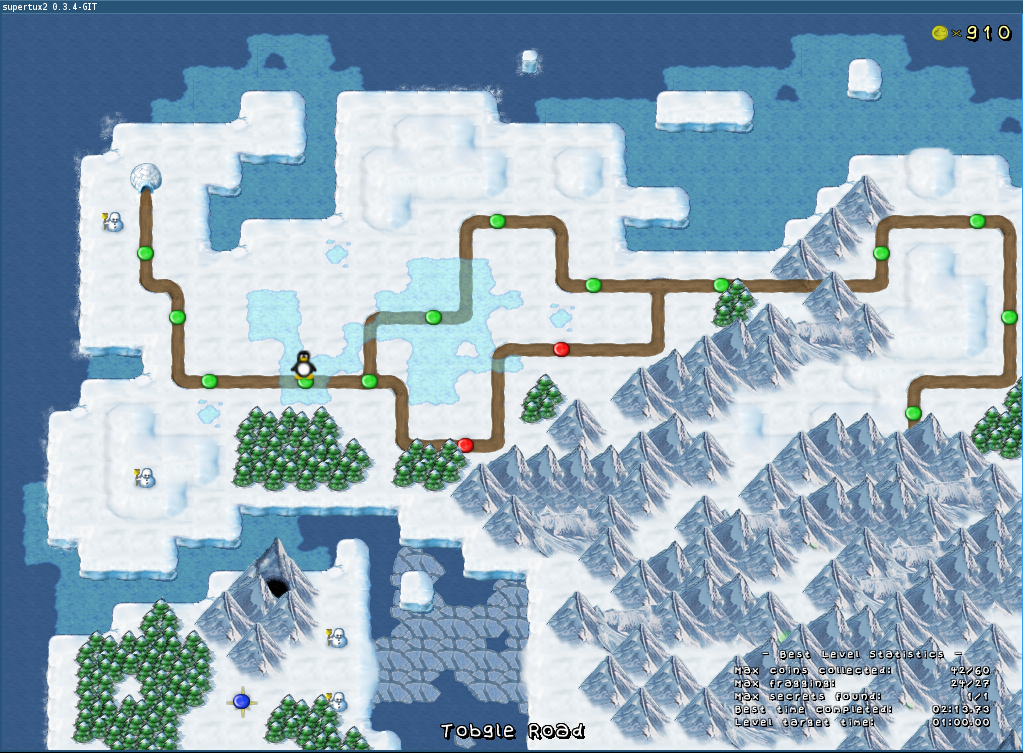 supertux2 0.3.4-GIT
× 910
- Best Level Statistics -
Max coins collected: 42/60
Max fragging: 24/27
Max secrets found: 1/1
Best time completed: 02:13.73
Level target time: 01:00.00
Tobgle Road